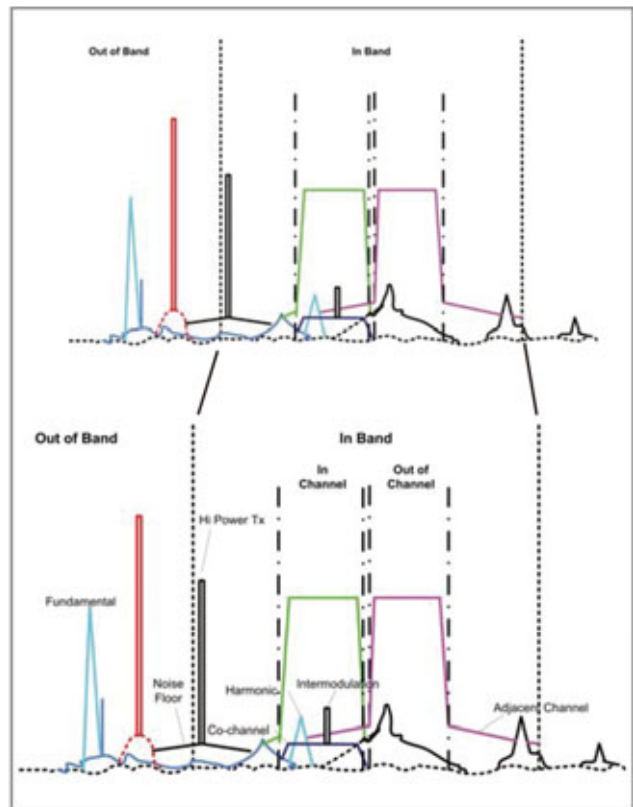 Out of Band
In Band
Out of Band
In Band
In
Channel
Out of
Channel
Hi Power Tx
Fundamental
Noise
Floor
Harmonic
Intermodulation
Co-channel
Adjacent Channel